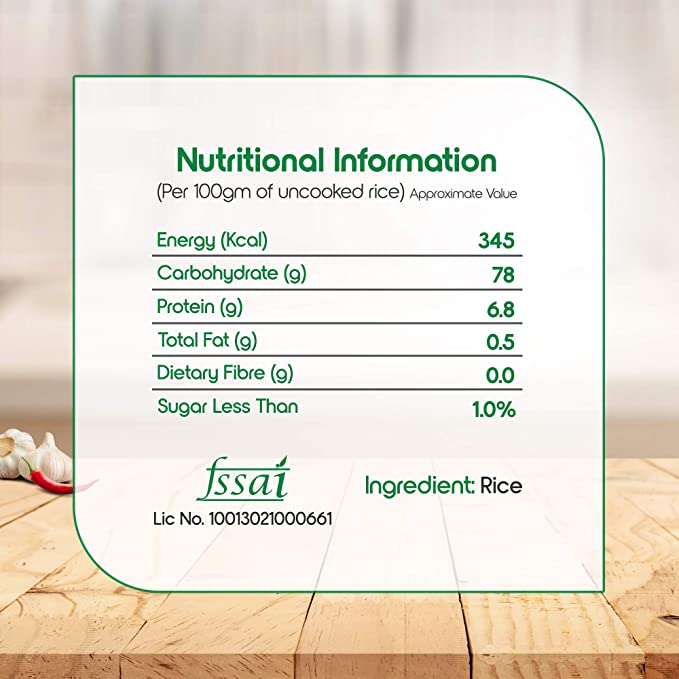 Nutritional Information
(Per 100gm of uncooked rice) Approximate Value
Energy (Kcal) 345
Carbohydrate (g) 78
Protein (g) 6.8
Total Fat (g) 0.5
Dietary Fibre (g) 0.0
Sugar Less Than 1.0%
fssai
Lic No. 10013021000661
Ingredient: Rice